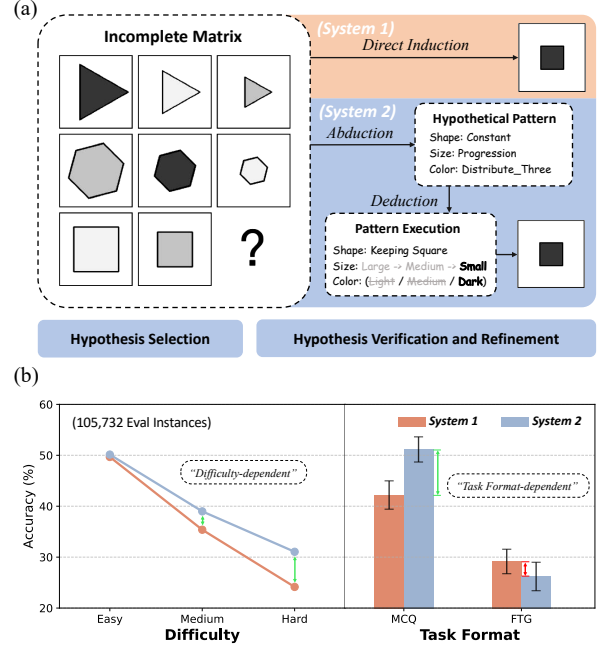 (a)
Incomplete Matrix
?
(System 1)
Direct Induction
(System 2)
Abduction
Hypothetical Pattern
Shape: Constant
Size: Progression
Color: Distribute_Three
Deduction
Pattern Execution
Shape: Keeping Square
Size: Large -> Medium -> Small
Color: (Light / Medium / Dark)
Hypothesis Selection
Hypothesis Verification and Refinement
(b)
(105,732 Eval Instances)
System 1
System 2
"Difficulty-dependent"
"Task Format-dependent"
Accuracy (%)
60
50
40
30
20
Easy
Medium
Hard
MCQ
FTG
Difficulty
Task Format